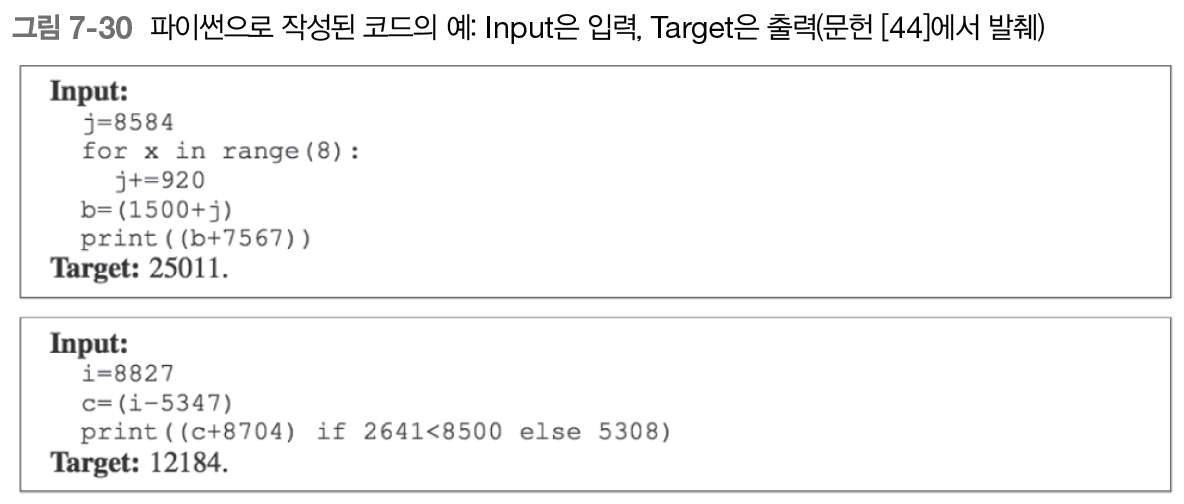 그림 7-30 파이썬으로 작성된 코드의 예: Input은 입력, Target은 출력(문헌 [44]에서 발췌)
Input:
j=8584
for x in range(8):
j+=920
b=(1500+j)
print((b+7567))
Target: 25011.
Input:
i=8827
c=(i-5347)
print((c+8704) if 2641<8500 else 5308)
Target: 12184.